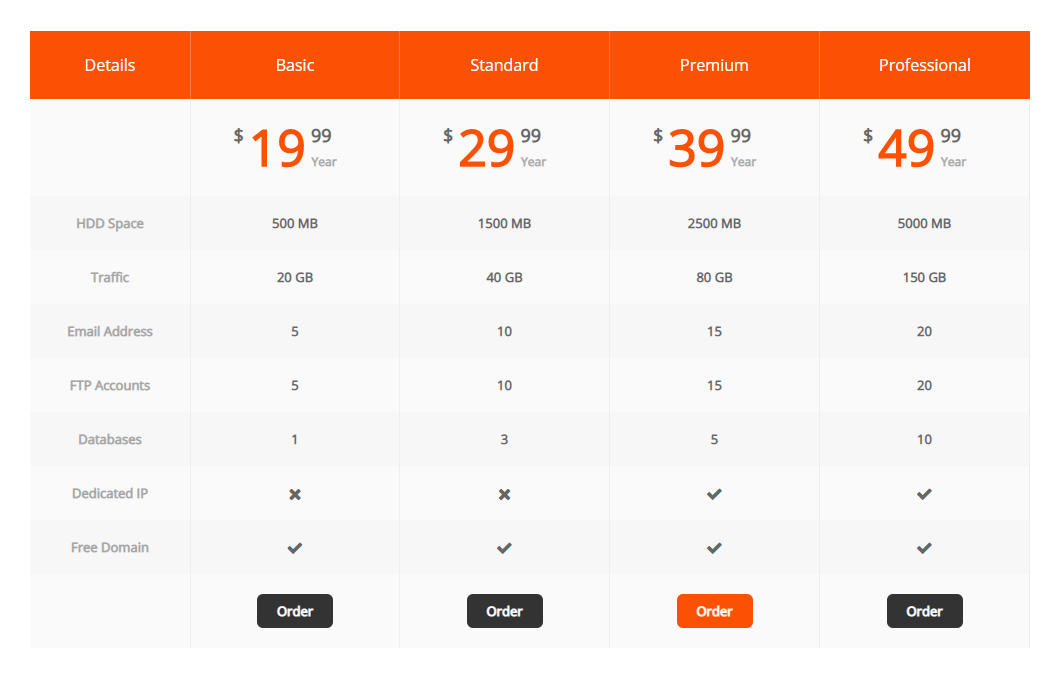 Details Basic Standard Premium Professional
$ 19 99 Year $ 29 99 Year $ 39 99 Year $ 49 99 Year
HDD Space 500 MB 1500 MB 2500 MB 5000 MB
Traffic 20 GB 40 GB 80 GB 150 GB
Email Address 5 10 15 20
FTP Accounts 5 10 15 20
Databases 1 3 5 10
Dedicated IP ✖ ✖ ✔ ✔
Free Domain ✔ ✔ ✔ ✔
Order Order Order Order